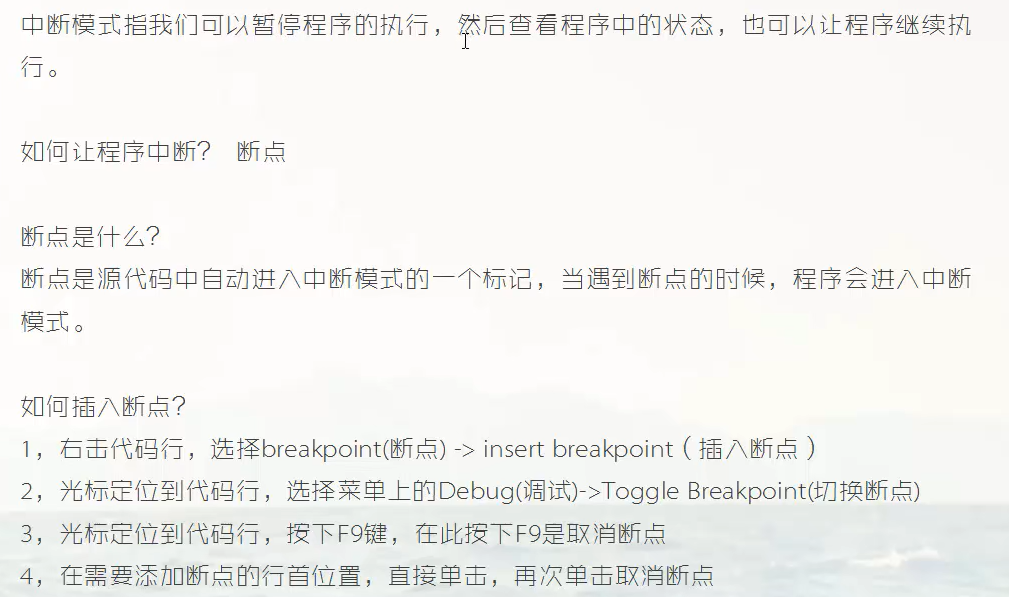 中断模式指我们可以暂停程序的执行，然后查看程序中的状态，也可以让程序继续执
行。
如何让程序中断？ 断点
断点是什么？
断点是源代码中自动进入中断模式的一个标记，当遇到断点的时候，程序会进入中断
模式。
如何插入断点？
1，右击代码行，选择breakpoint(断点) -> insert breakpoint（插入断点）
2，光标定位到代码行，选择菜单上的Debug(调试)->Toggle Breakpoint(切换断点)
3，光标定位到代码行，按下F9键，在此按下F9是取消断点
4，在需要添加断点的行首位置，直接单击，再次单击取消断点